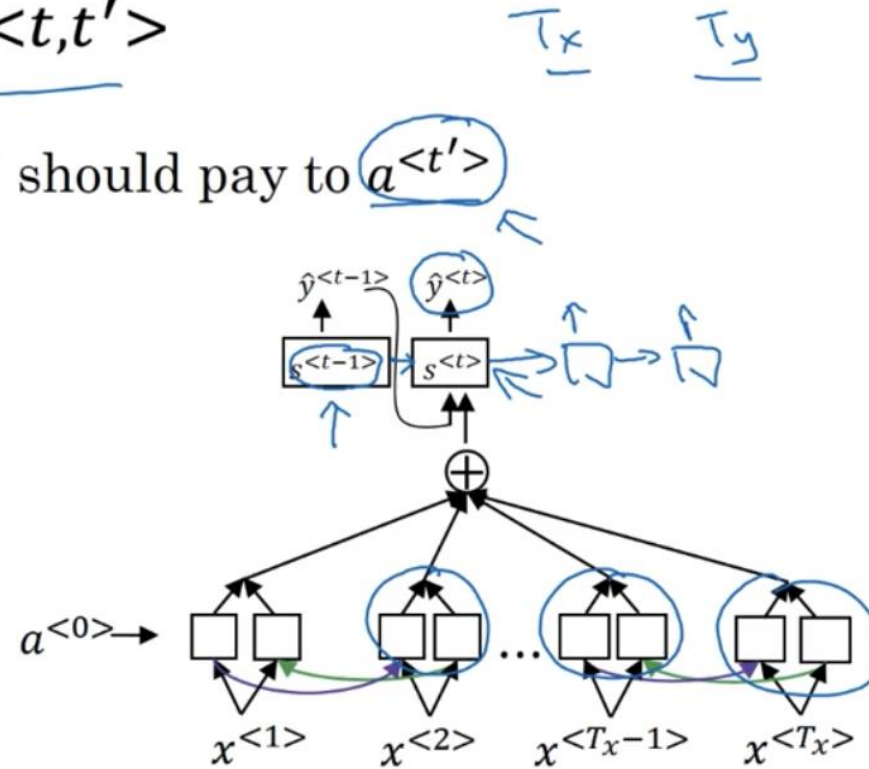 <t,t'> Tx Ty
should pay to a<t'>
ŷ<t−1> ŷ<t>
s<t−1> s<t>
a<0>
...
x<1> x<2> x<Tx−1> x<Tx>